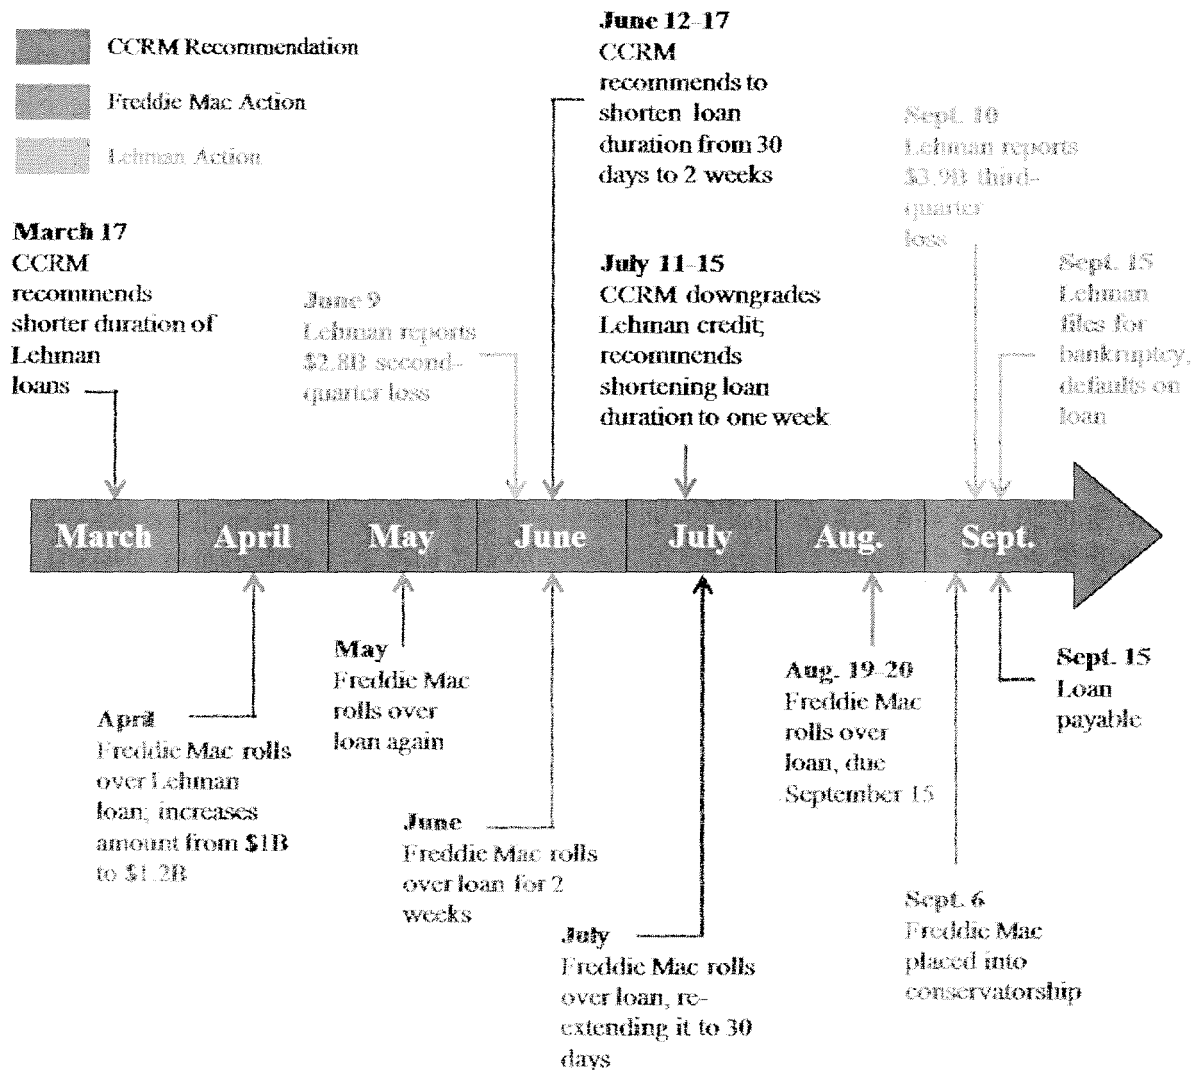 CCRM Recommendation
Freddie Mac Action
Lehman Action
March 17
CCRM
recommends
shorter duration of
Lehman
loans
June 9
Lehman reports
$2.8B second-
quarter loss
June 12-17
CCRM
recommends to
shorten loan
duration from 30
days to 2 weeks
July 11-15
CCRM downgrades
Lehman credit;
recommends
shortening loan
duration to one week
Sept. 10
Lehman reports
$3.9B third-
quarter
loss
Sept. 15
Lehman
files for
bankruptcy,
defaults on
loan
March
April
May
June
July
Aug.
Sept.
April
Freddie Mac rolls
over Lehman
loan; increases
amount from $1B
to $1.2B
May
Freddie Mac
rolls over
loan again
June
Freddie Mac rolls
over loan for 2
weeks
July
Freddie Mac rolls
over loan, re-
extending it to 30
days
Aug. 19-20
Freddie Mac
rolls over
loan, due
September 15
Sept. 6
Freddie Mac
placed into
conservatorship
Sept. 15
Loan
payable